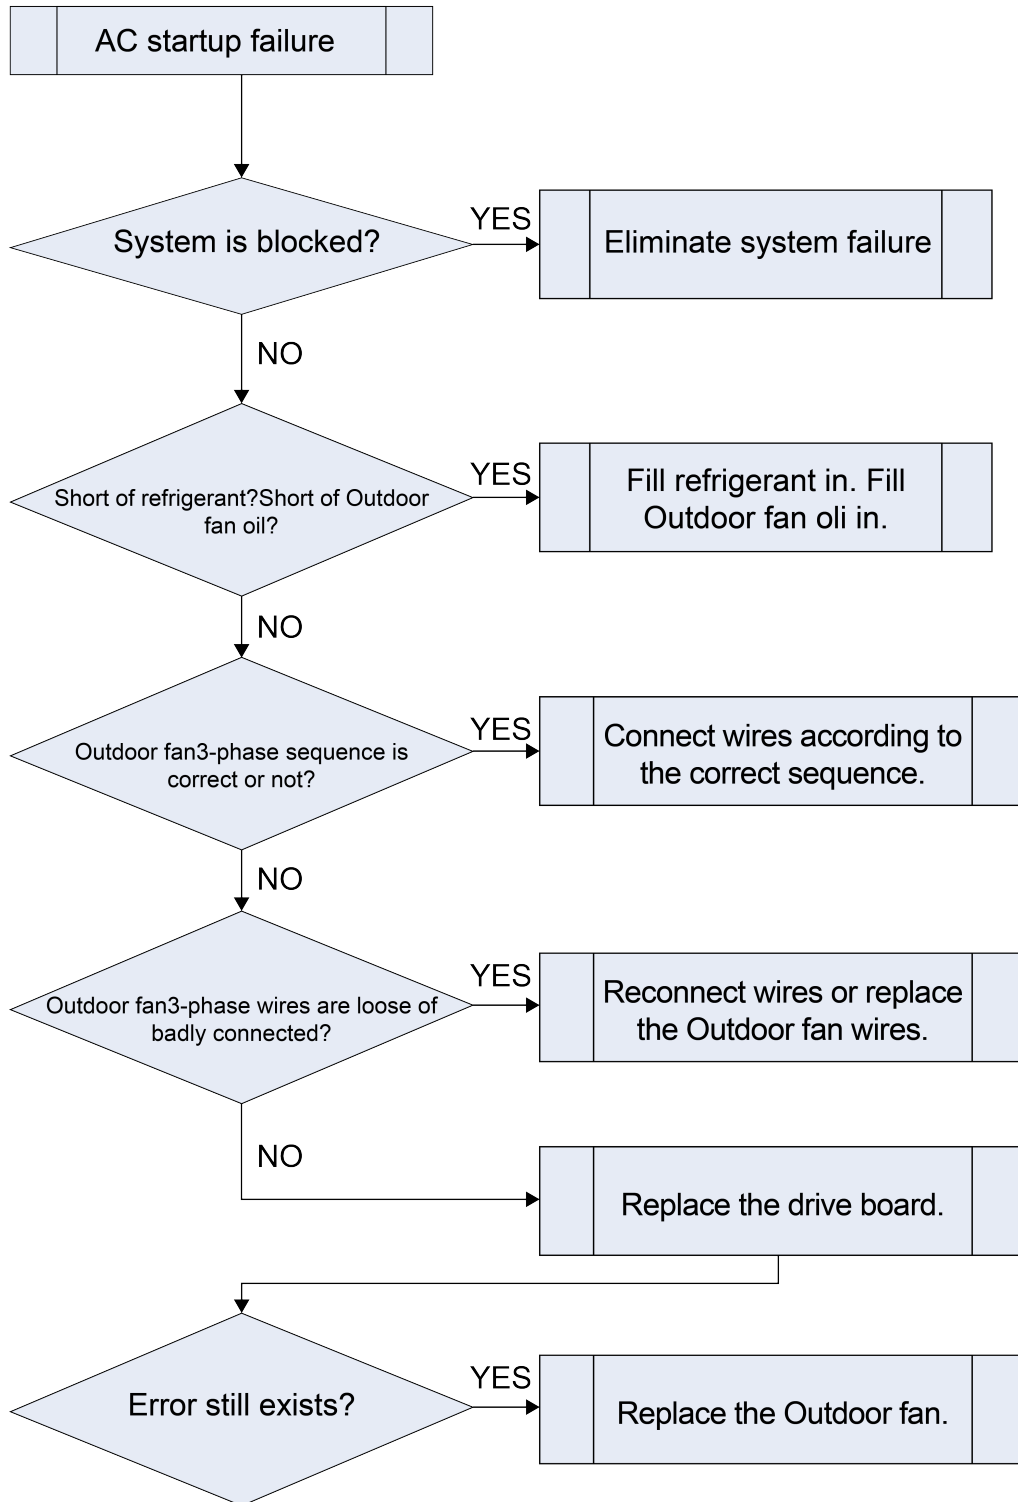 AC startup failure
System is blocked?
YES
Eliminate system failure
NO
Short of refrigerant?Short of Outdoor
fan oil?
YES
Fill refrigerant in. Fill
Outdoor fan oli in.
NO
Outdoor fan3-phase sequence is
correct or not?
YES
Connect wires according to
the correct sequence.
NO
Outdoor fan3-phase wires are loose of
badly connected?
YES
Reconnect wires or replace
the Outdoor fan wires.
NO
Replace the drive board.
Error still exists?
YES
Replace the Outdoor fan.